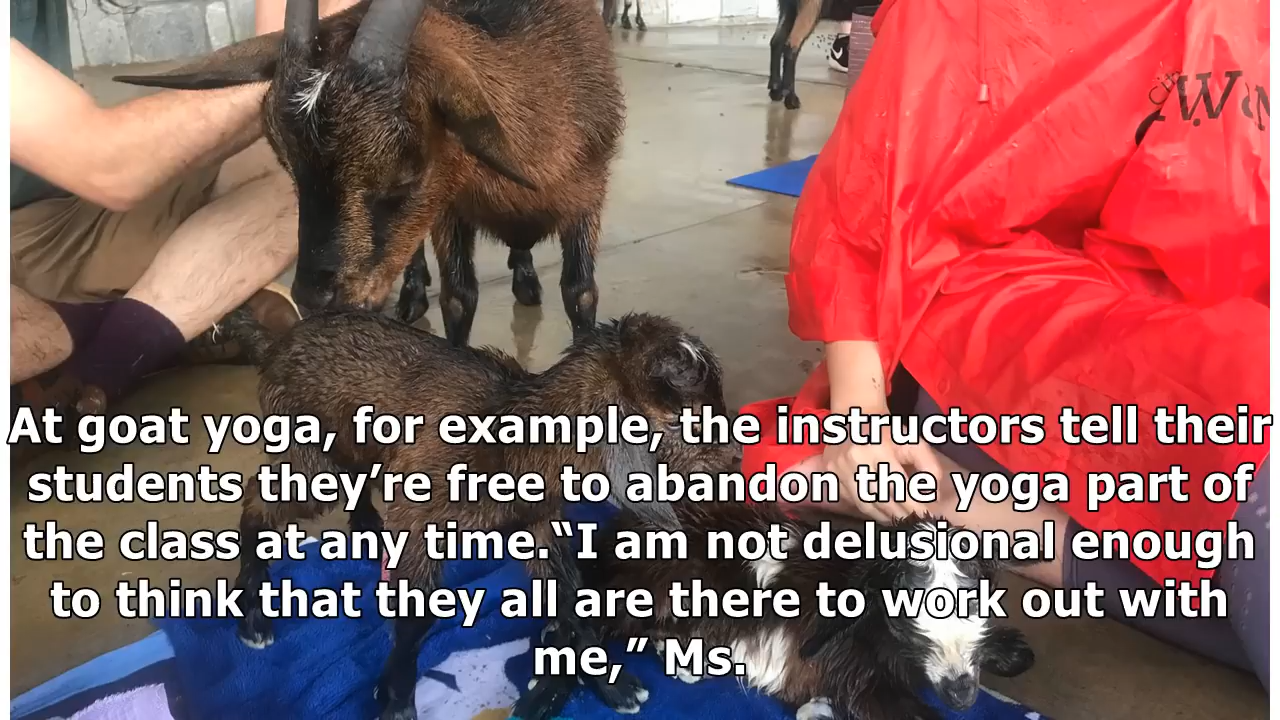 At goat yoga, for example, the instructors tell their
students they’re free to abandon the yoga part of
the class at any time.“I am not delusional enough
to think that they all are there to work out with
me,” Ms.